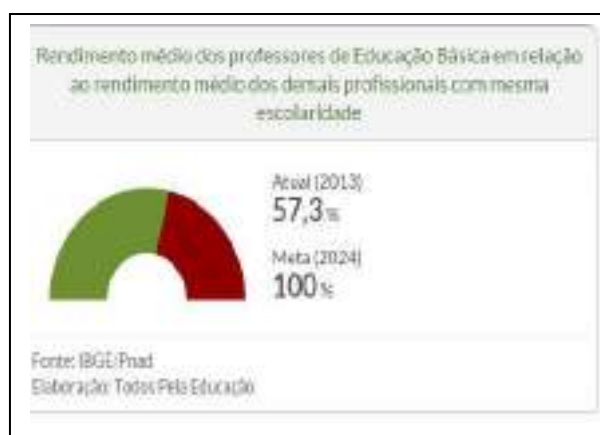 Rendimento médio dos professores de Educação Básica em relação
ao rendimento médio dos demais profissionais com mesma
escolaridade
Atual (2013)
57,3%
Meta (2024)
100%
Fonte: IBGE/Pnad
Elaboração: Todos Pela Educação